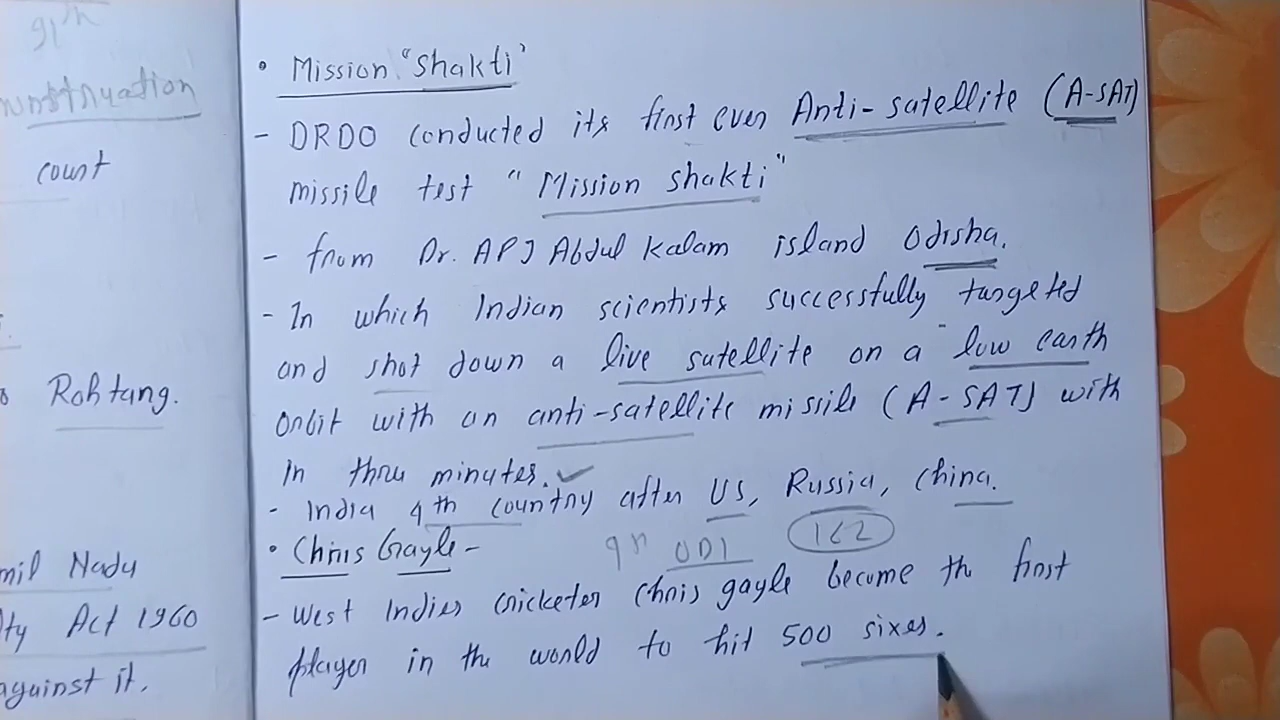 91th
count
Rohtang.
mil Nadu
ity Act 1960
against it.
• Mission "Shakti"
- DRDO conducted its first ever Anti-satellite (A-SAT)
missile test "Mission Shakti"
- from Dr. APJ Abdul Kalam island Odisha.
- In which Indian scientists successfully targeted
and shot down a live satellite on a low earth
orbit with an anti-satellite missile (A-SAT) with
in three minutes.
- India 4th country after US, Russia, China.
• Chris Gayle -
In ODI 162
- West Indies cricketer Chris gayle become the first
player in the world to hit 500 sixes.